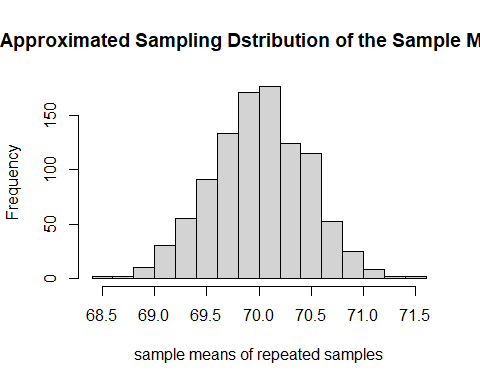 Approximated Sampling Dstribution of the Sample M
Frequency
150
100
50
0
68.5 69.0 69.5 70.0 70.5 71.0 71.5
sample means of repeated samples